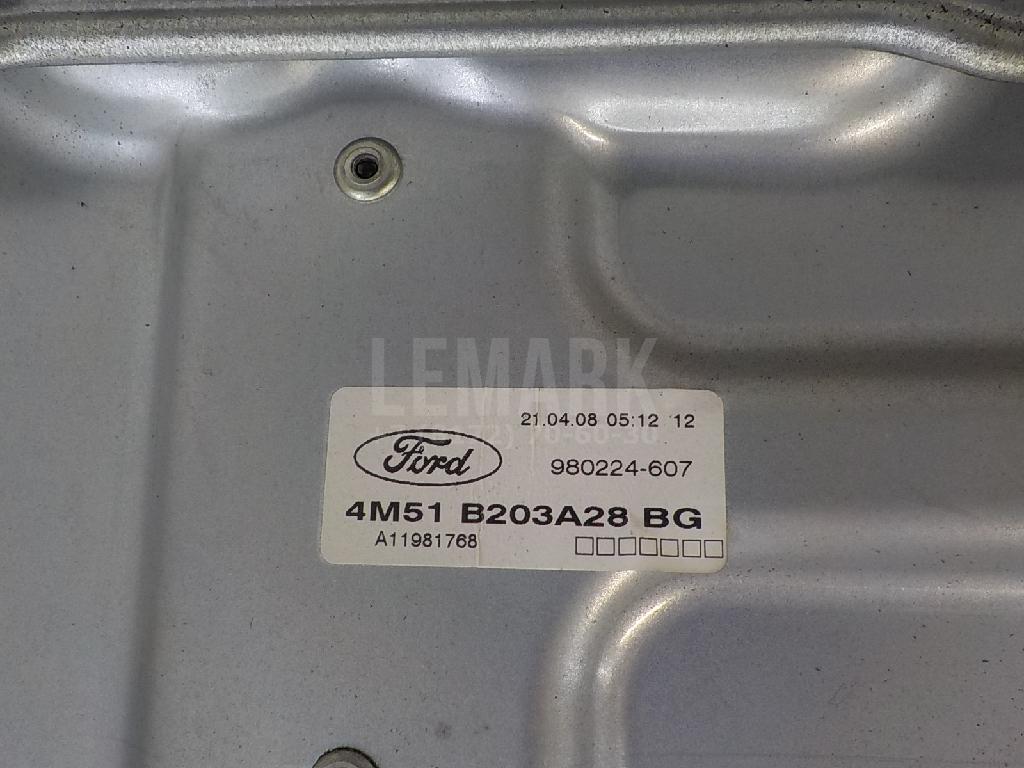 LEMARK
21.04.08 05:12 12
Ford
980224-607
4M51 B203A28 BG
A11981768